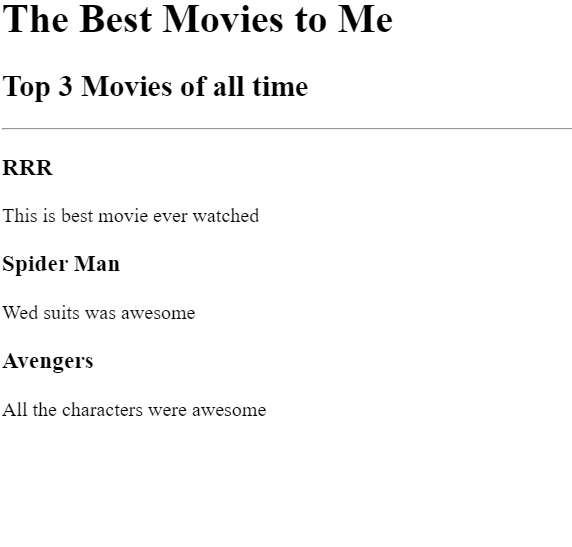 The Best Movies to Me
Top 3 Movies of all time
RRR
This is best movie ever watched
Spider Man
Wed suits was awesome
Avengers
All the characters were awesome